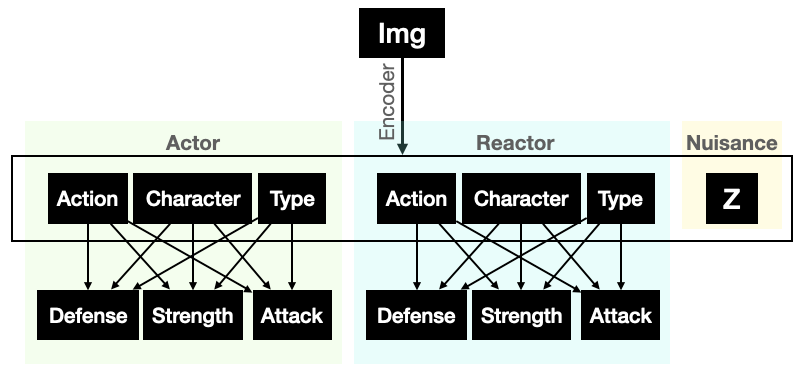 Img
Encoder
Actor
Reactor
Nuisance
Action Character Type
Action Character Type
Z
Defense Strength Attack
Defense Strength Attack